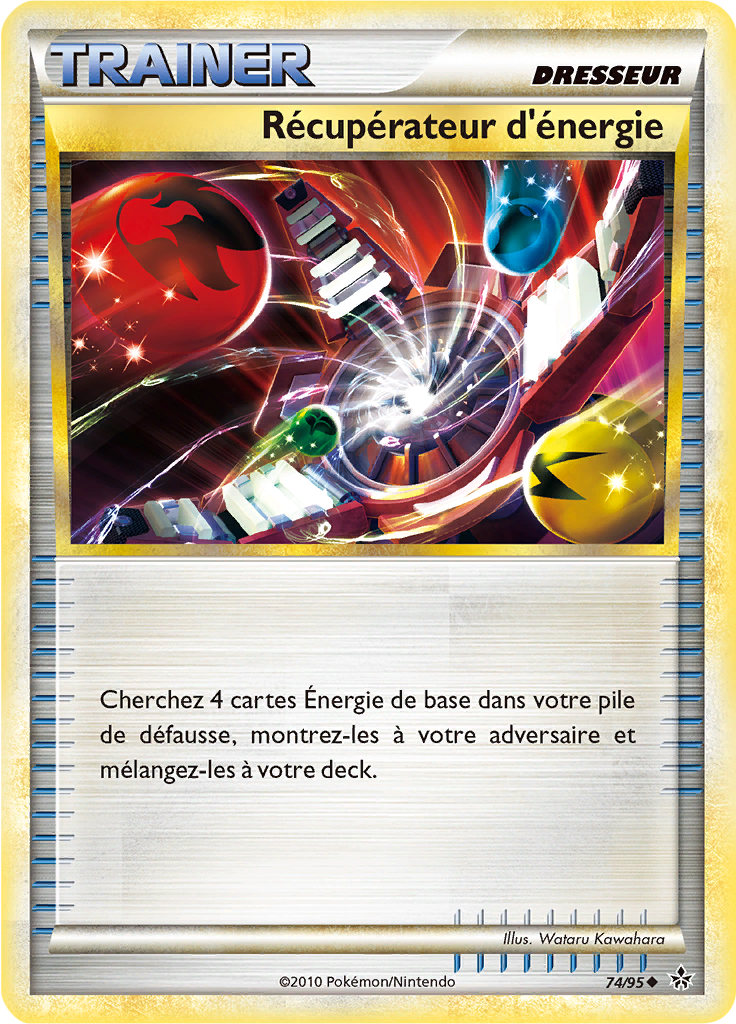 TRAINER
DRESSEUR
Récupérateur d'énergie
Cherchez 4 cartes Énergie de base dans votre pile
de défausse, montrez-les à votre adversaire et
mélangez-les à votre deck.
Illus. Wataru Kawahara
©2010 Pokémon/Nintendo
74/95